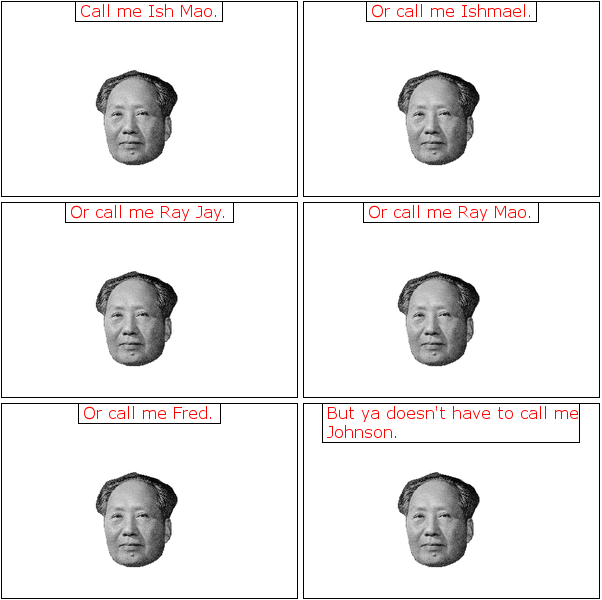 Call me Ish Mao.
Or call me Ishmael.
Or call me Ray Jay.
Or call me Ray Mao.
Or call me Fred.
But ya doesn't have to call me
Johnson.